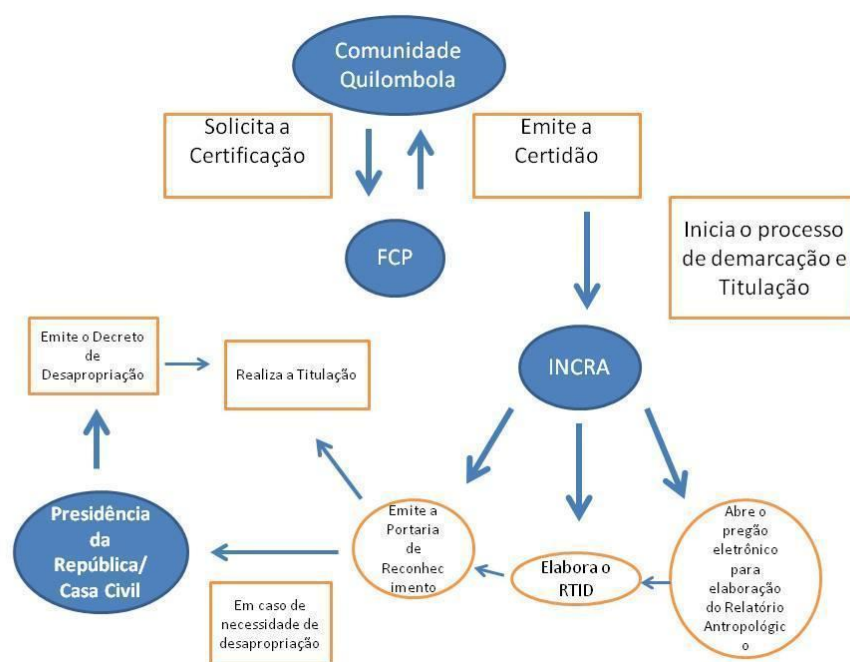 Comunidade
Quilombola
Solicita a
Certificação
Emite a
Certidão
FCP
Inicia o processo
de demarcação e
Titulação
Emite o Decreto
de
Desapropriação
Realiza a Titulação
INCRA
Presidência
da
República/
Casa Civil
Emite a
Portaria
de
Reconhec
imento
Elabora o
RTID
Abre o
pregão
eletrônico
para
elaboração
do Relatório
Antropológic
o
Em caso de
necessidade de
desapropriação